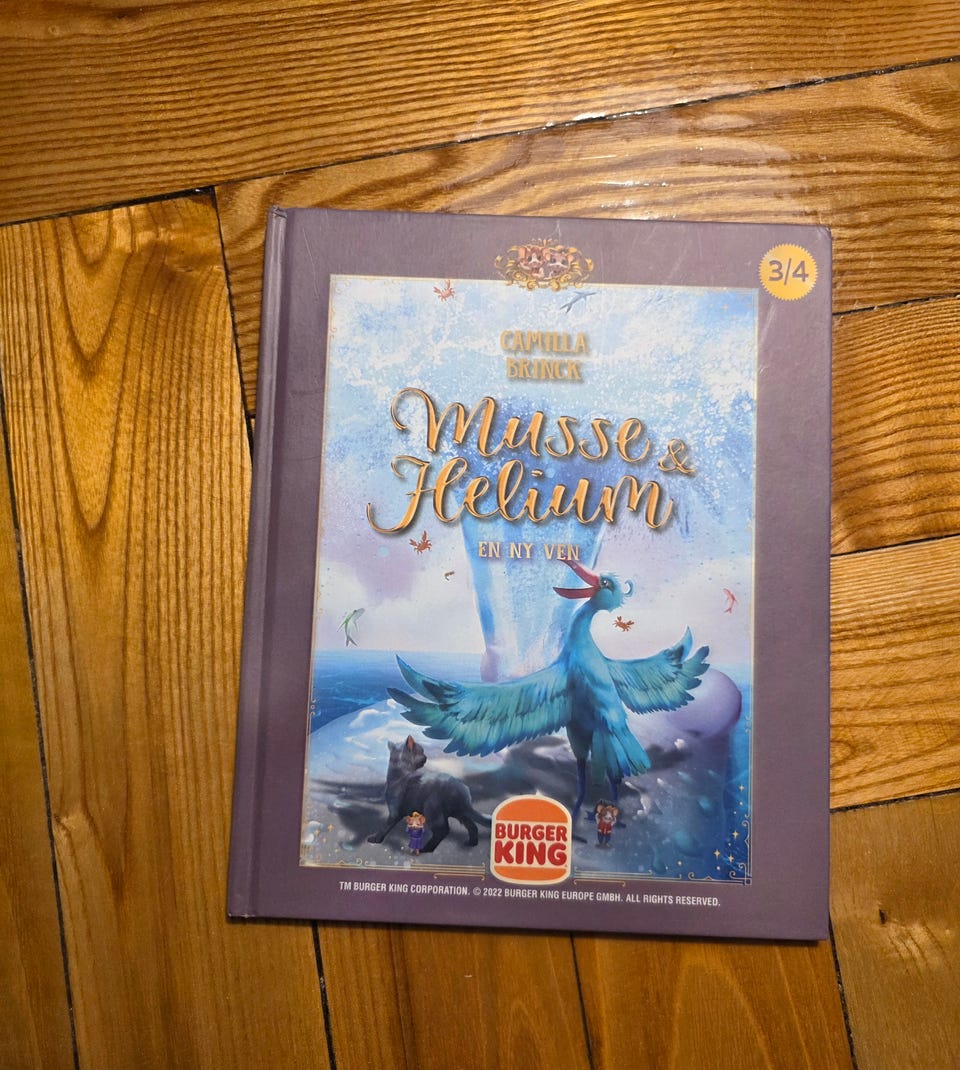 3/4
CAMILLA
BRINCK
Musse &
Helium
EN NY VEN
BURGER
KING
TM BURGER KING CORPORATION. © 2022 BURGER KING EUROPE GMBH. ALL RIGHTS RESERVED.